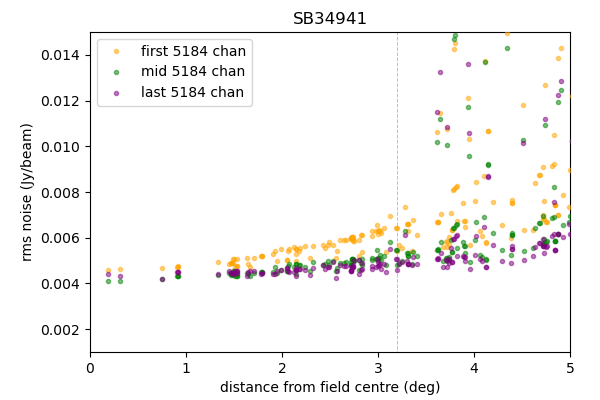 SB34941
first 5184 chan
mid 5184 chan
last 5184 chan
rms noise (Jy/beam)
0.014
0.012
0.010
0.008
0.006
0.004
0.002
0 1 2 3 4 5
distance from field centre (deg)